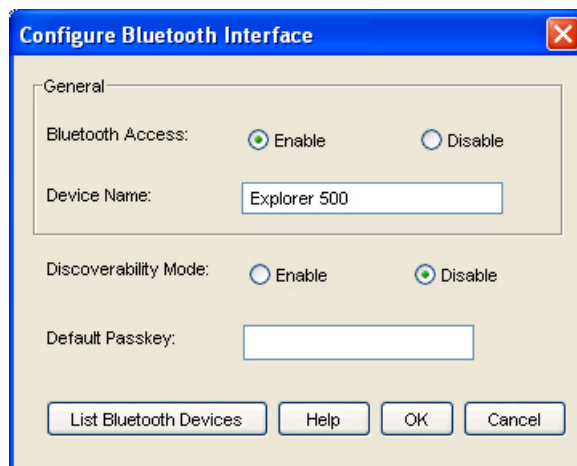 Configure Bluetooth Interface
General
Bluetooth Access: Enable Disable
Device Name: Explorer 500
Discoverability Mode: Enable Disable
Default Passkey:
List Bluetooth Devices Help OK Cancel